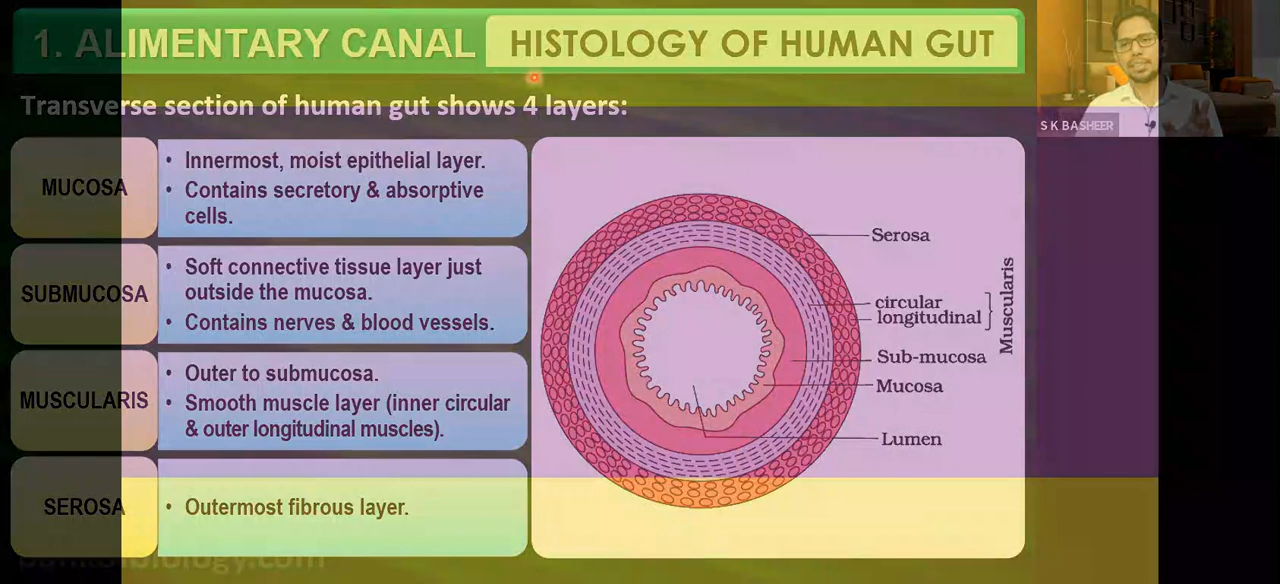 1. ALIMENTARY CANAL
HISTOLOGY OF HUMAN GUT
S K BASHEER
Transverse section of human gut shows 4 layers:
MUCOSA
• Innermost, moist epithelial layer.
• Contains secretory & absorptive
cells.
SUBMUCOSA
• Soft connective tissue layer just
outside the mucosa.
• Contains nerves & blood vessels.
MUSCULARIS
• Outer to submucosa.
• Smooth muscle layer (inner circular
& outer longitudinal muscles).
SEROSA
• Outermost fibrous layer.
Serosa
circular
longitudinal
Muscularis
Sub-mucosa
Mucosa
Lumen